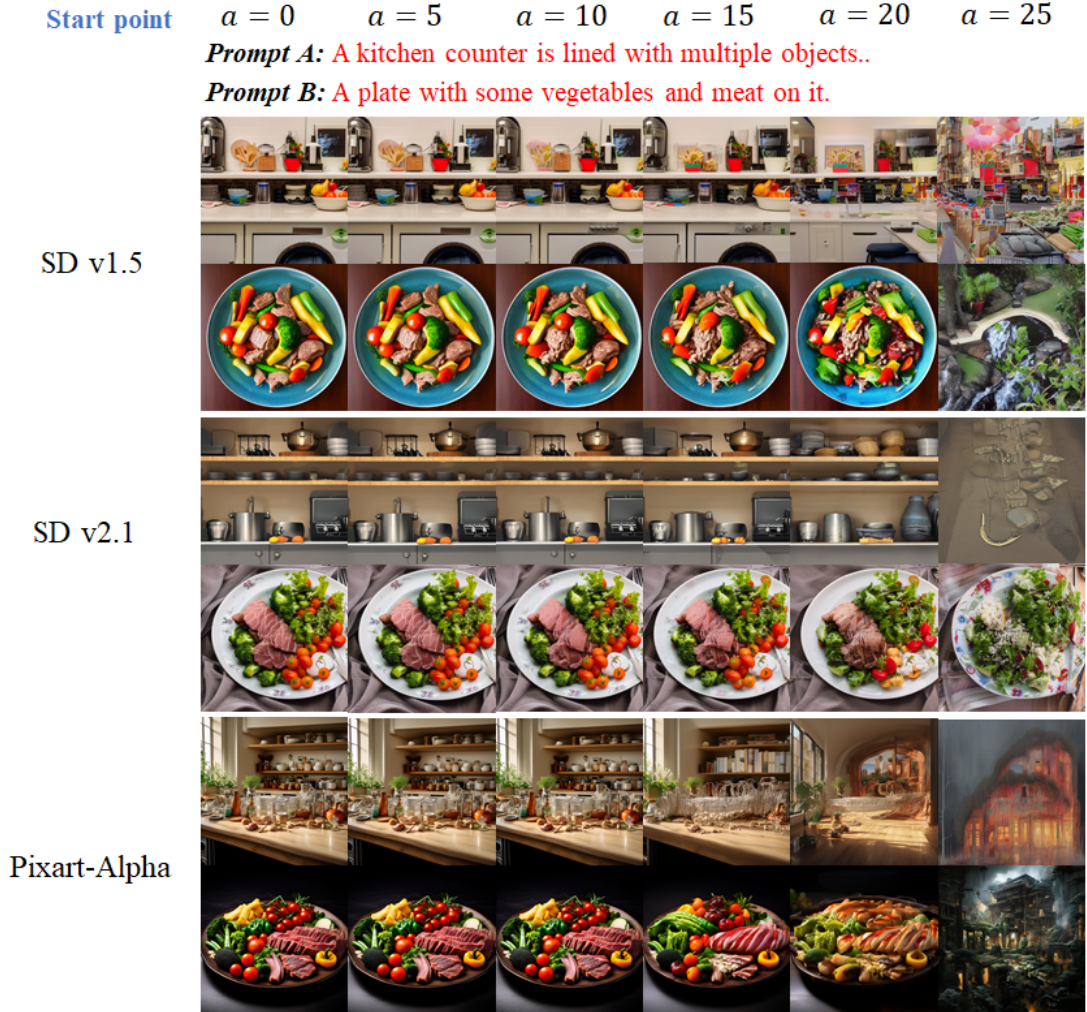 Start point a = 0 a = 5 a = 10 a = 15 a = 20 a = 25
Prompt A: A kitchen counter is lined with multiple objects..
Prompt B: A plate with some vegetables and meat on it.
SD v1.5
SD v2.1
Pixart-Alpha